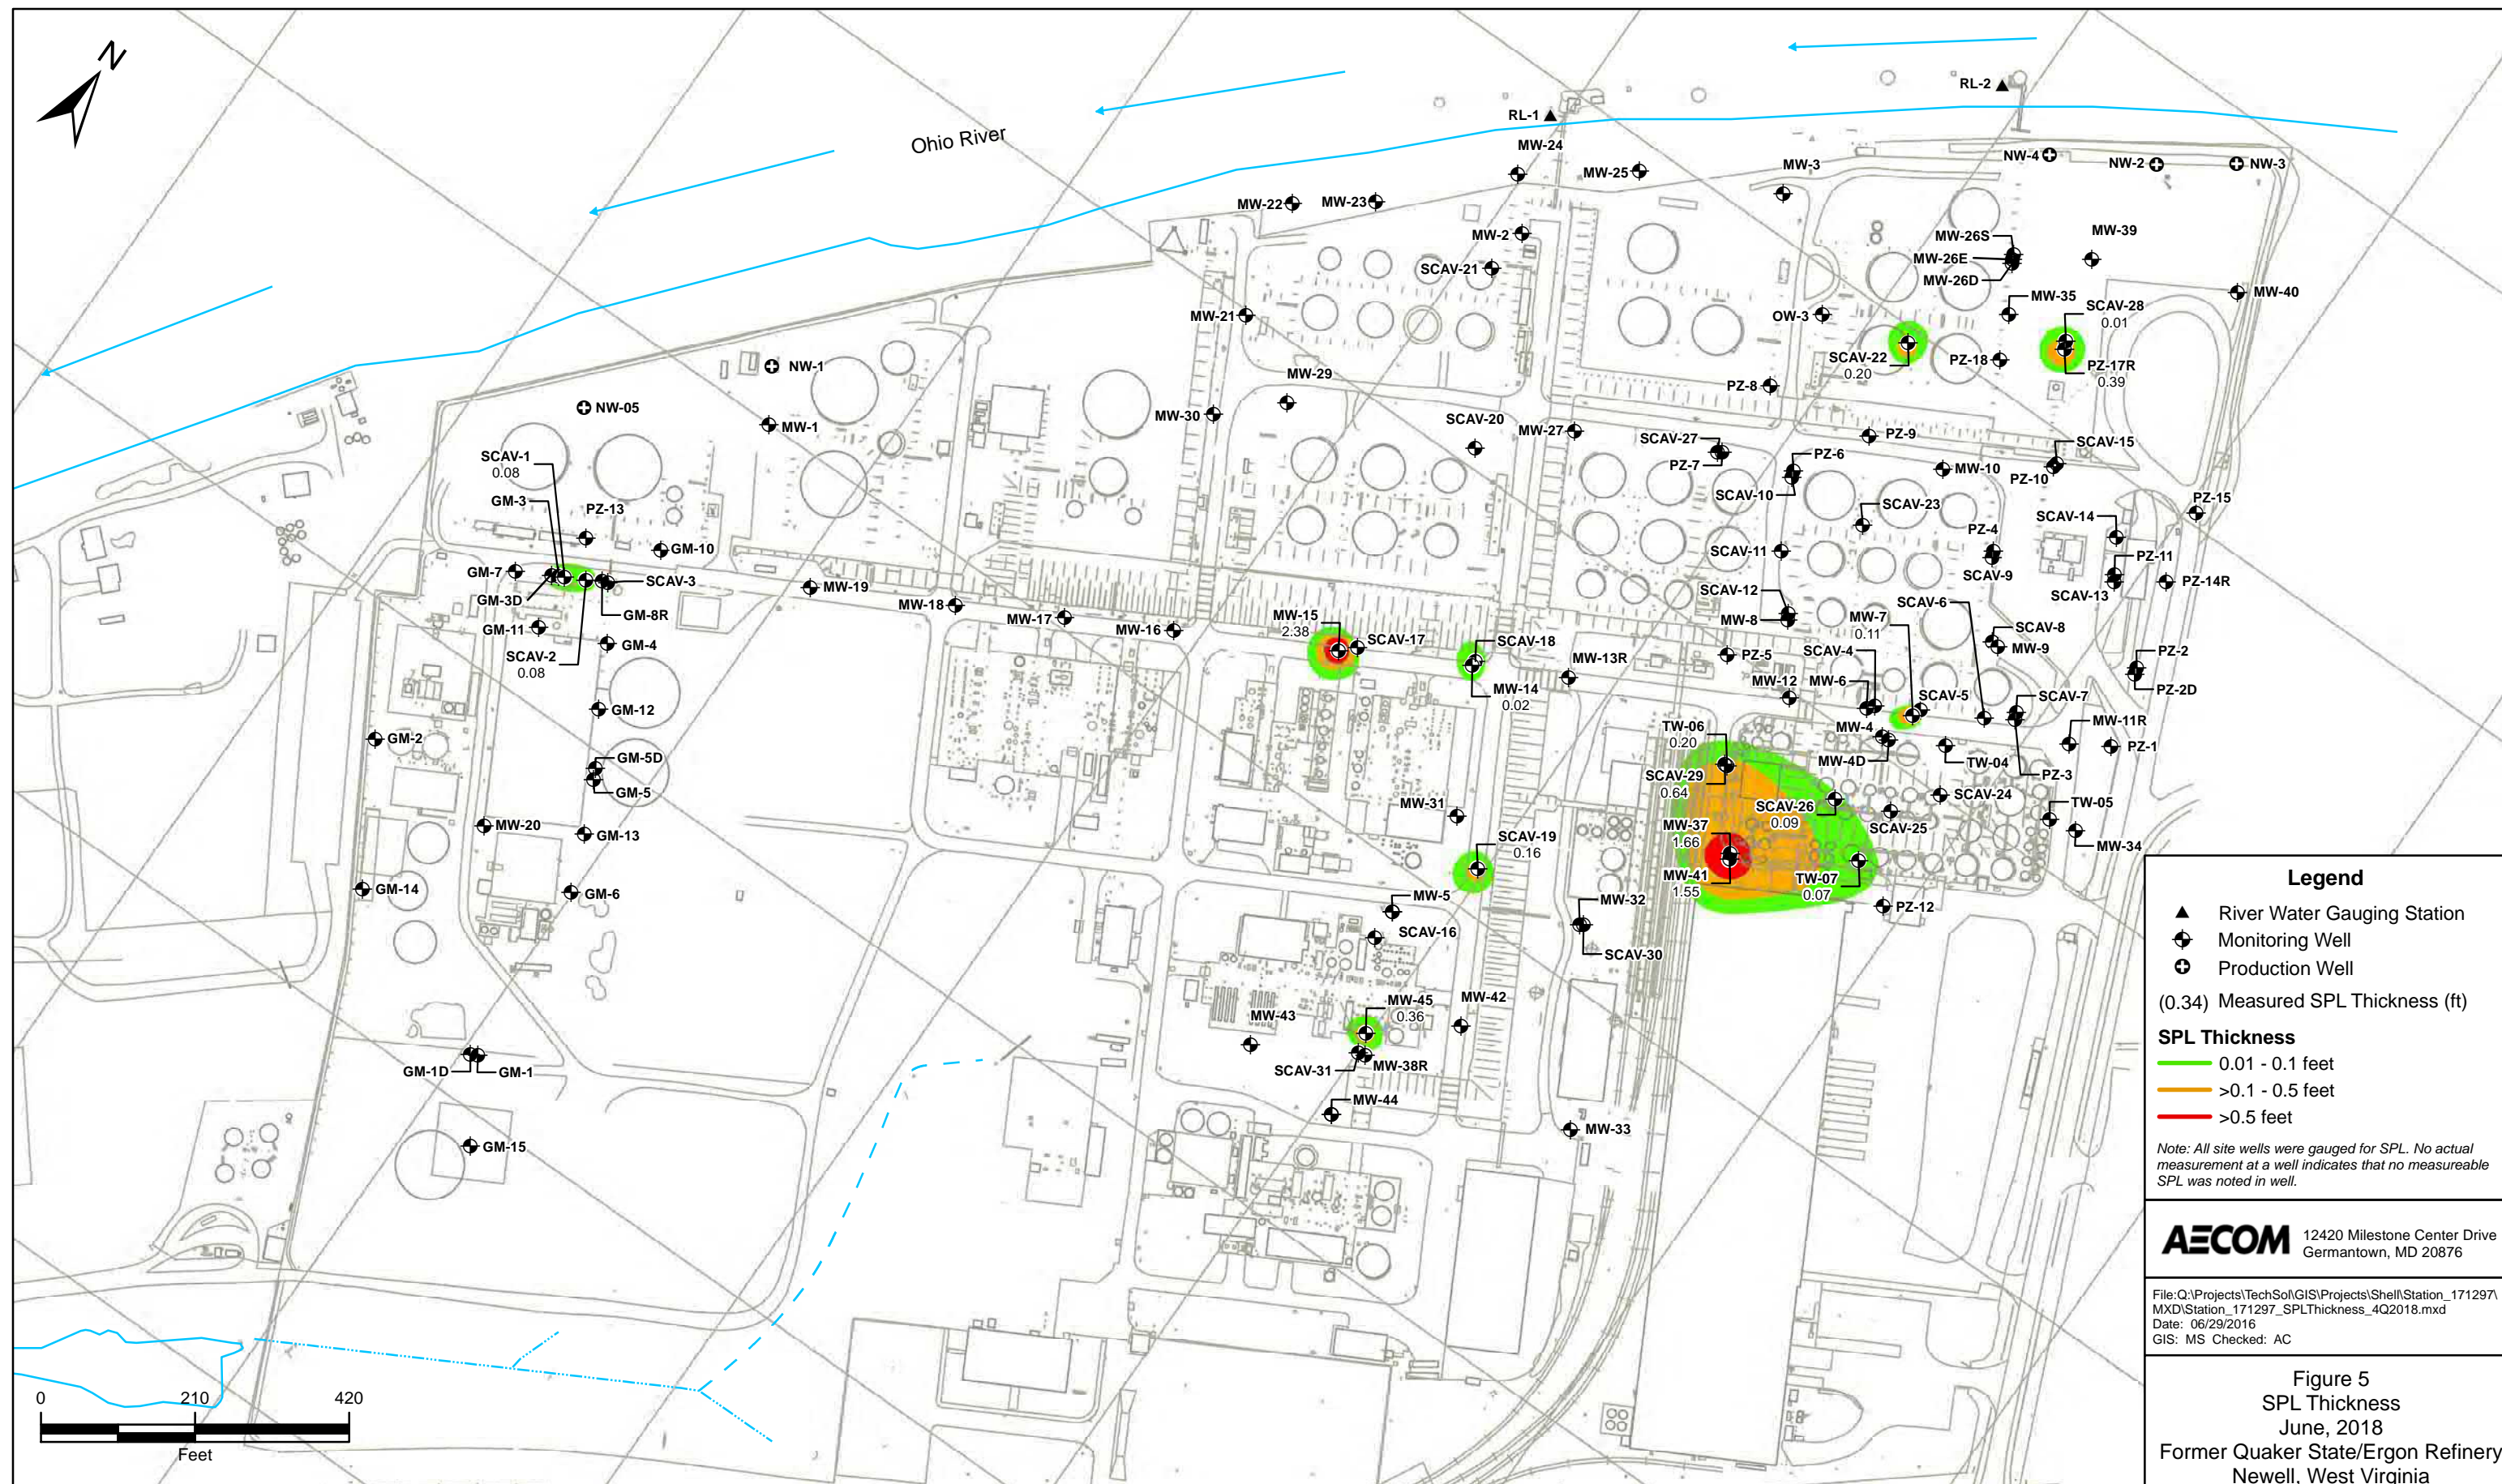 N
Ohio River
RL-2
RL-1
MW-24
MW-25
MW-3
NW-4
NW-2
NW-3
MW-22
MW-23
MW-2
SCAV-21
MW-26S
MW-26E
MW-26D
MW-39
MW-40
MW-35
SCAV-28
0.01
MW-21
OW-3
SCAV-22
0.20
PZ-18
PZ-17R
0.39
NW-1
MW-29
PZ-8
NW-05
MW-1
MW-30
SCAV-20
MW-27
SCAV-27
PZ-7
PZ-9
PZ-6
SCAV-10
MW-10
SCAV-15
PZ-10
SCAV-1
0.08
GM-3
PZ-13
GM-10
SCAV-23
PZ-4
SCAV-9
SCAV-14
PZ-15
PZ-11
SCAV-13
PZ-14R
SCAV-11
GM-7
GM-3D
SCAV-3
GM-8R
GM-11
GM-4
SCAV-2
0.08
MW-19
MW-18
MW-17
MW-16
MW-15
2.38
SCAV-17
SCAV-18
MW-14
0.02
MW-13R
SCAV-12
MW-8
PZ-5
MW-12
SCAV-4
MW-6
MW-7
0.11
SCAV-6
SCAV-5
SCAV-8
MW-9
SCAV-7
PZ-2
PZ-2D
MW-11R
PZ-1
PZ-3
MW-4
MW-4D
TW-04
GM-12
GM-2
GM-5D
GM-5
MW-20
GM-13
GM-14
GM-6
TW-06
0.20
SCAV-29
0.64
SCAV-26
0.09
SCAV-25
SCAV-24
TW-05
MW-34
MW-31
SCAV-19
0.16
MW-37
1.66
MW-41
1.55
TW-07
0.07
PZ-12
MW-5
SCAV-16
MW-32
SCAV-30
MW-45
0.36
MW-42
MW-43
SCAV-31
MW-38R
MW-44
MW-33
GM-1D
GM-1
GM-15
0
210
420
Feet
Legend
River Water Gauging Station
Monitoring Well
Production Well
(0.34) Measured SPL Thickness (ft)
SPL Thickness
0.01 - 0.1 feet
>0.1 - 0.5 feet
>0.5 feet
Note: All site wells were gauged for SPL. No actual
measurement at a well indicates that no measureable
SPL was noted in well.
AECOM
12420 Milestone Center Drive
Germantown, MD 20876
File:Q:\Projects\TechSol\GIS\Projects\Shell\Station_171297\
MXD\Station_171297_SPLThickness_4Q2018.mxd
Date: 06/29/2016
GIS: MS Checked: AC
Figure 5
SPL Thickness
June, 2018
Former Quaker State/Ergon Refinery
Newell, West Virginia